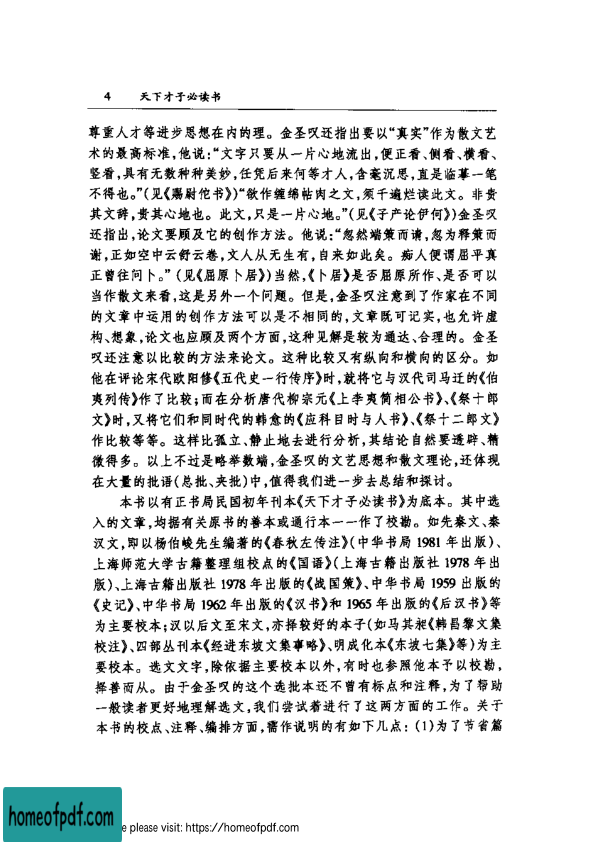 4 天下才子必读书
尊重人才等进步思想在内的理。金圣叹还指出要以“真实”作为散文艺
术的最高标准,他说:“文字只要从一片心地流出,便正看、侧看、横看、
竖看,具有无数种种美妙,任凭后来何等才人,含毫沉思,直是临摹一笔
不得也。”(见《喻尉佗书》)“欲作缠绵帖肉之文,须千遍烂读此文。非贵
其文辞,贵其心地也。此文,只是一片心地。”(见《子产论伊何》)金圣叹
还指出,论文要顾及它的创作方法。他说:“忽然端策而请,忽为释策而
谢,正如空中云舒云卷,文人从无生有,自来如此矣。痴人便谓屈平真
正曾往问卜。”(见《屈原卜居》)当然,《卜居》是否屈原所作、是否可以
当作散文来看,这是另外一个问题。但是,金圣叹注意到了作家在不同
的文章中运用的创作方法可以是不相同的,文章既可记实,也允许虚
构、想象,论文也应顾及两个方面,这种见解是较为通达、合理的。金圣
叹还注意以比较的方法来论文。这种比较又有纵向和横向的区分。如
他在评论宋代欧阳修《五代史一行传序》时,就将它与汉代司马迁的《伯
夷列传》作了比较;而在分析唐代柳宗元《上李夷简相公书》、《祭十郎
文》时,又将它们和同时代的韩愈的《应科目时与人书》、《祭十二郎文》
作比较等等。这样比孤立、静止地去进行分析,其结论自然要透辟、精
微得多。以上不过是略举数端,金圣叹的文艺思想和散文理论,还体现
在大量的批语(总批、夹批)中,值得我们进一步去总结和探讨。
本书以有正书局民国初年刊本《天下才子必读书》为底本。其中选
入的文章,均据有关原书的善本或通行本一一作了校勘。如先秦文、秦
汉文,即以杨伯峻先生编著的《春秋左传注》(中华书局 1981 年出版)、
上海师范大学古籍整理组校点的《国语》(上海古籍出版社 1978 年出
版)、上海古籍出版社 1978 年出版的《战国策》、中华书局 1959 出版的
《史记》、中华书局 1962 年出版的《汉书》和 1965 年出版的《后汉书》等
为主要校本;汉以后文至宋文,亦择较好的本子(如马其昶《韩昌黎文集
校注》、四部丛刊本《经进东坡文集事略》、明成化本《东坡七集》等)为主
要校本。选文文字,除依据主要校本以外,有时也参照他本予以校勘,
择善而从。由于金圣叹的这个选批本还不曾有标点和注释,为了帮助
一般读者更好地理解选文,我们尝试着进行了这两方面的工作。关于
本书的校点、注释、编排方面,需作说明的有如下几点:(1)为了节省篇
homeofpdf.com
e please visit: https://homeofpdf.com